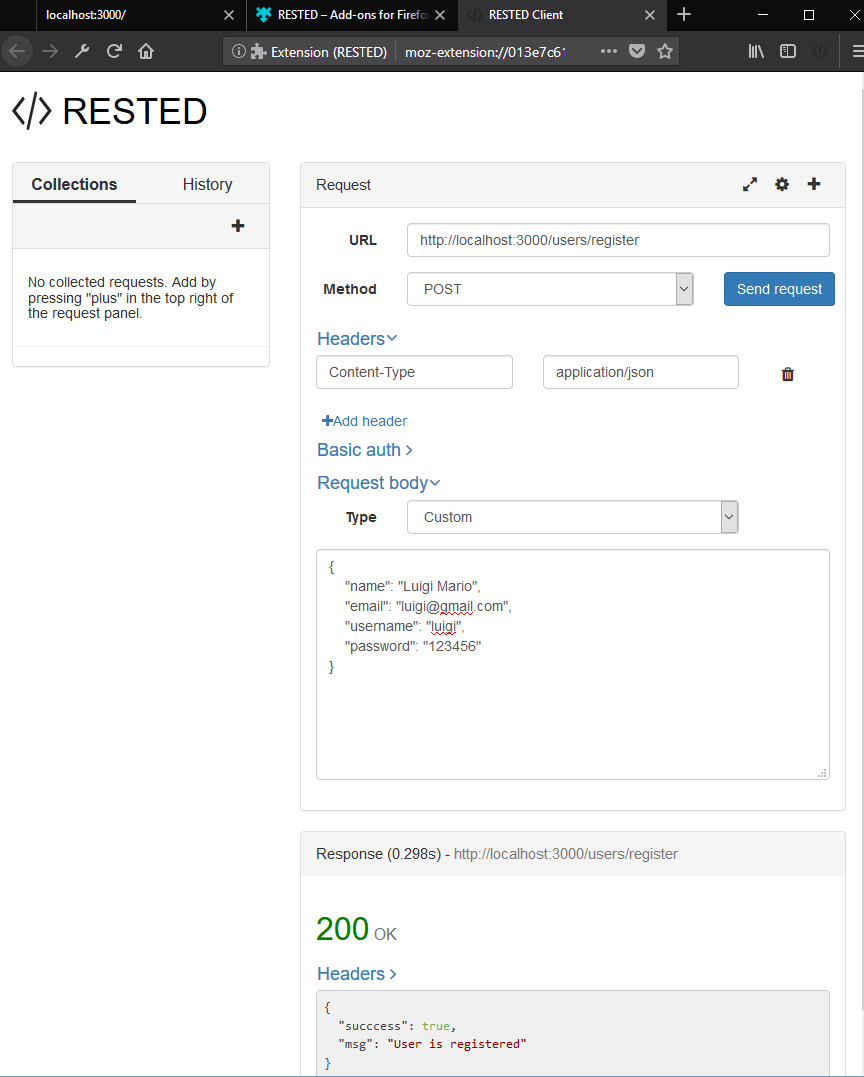 localhost:3000/
RESTED – Add-ons for Firefo
RESTED Client
Extension (RESTED)
moz-extension://013e7c61
</> RESTED
Collections
History
No collected requests. Add by
pressing "plus" in the top right of
the request panel.
Request
URL
http://localhost:3000/users/register
Method
POST
Send request
Headers
Content-Type
application/json
Add header
Basic auth
Request body
Type
Custom
{
"name": "Luigi Mario",
"email": "luigi@gmail.com",
"username": "luigi",
"password": "123456"
}
Response (0.298s) - http://localhost:3000/users/register
200 OK
Headers
{
"succcess": true,
"msg": "User is registered"
}